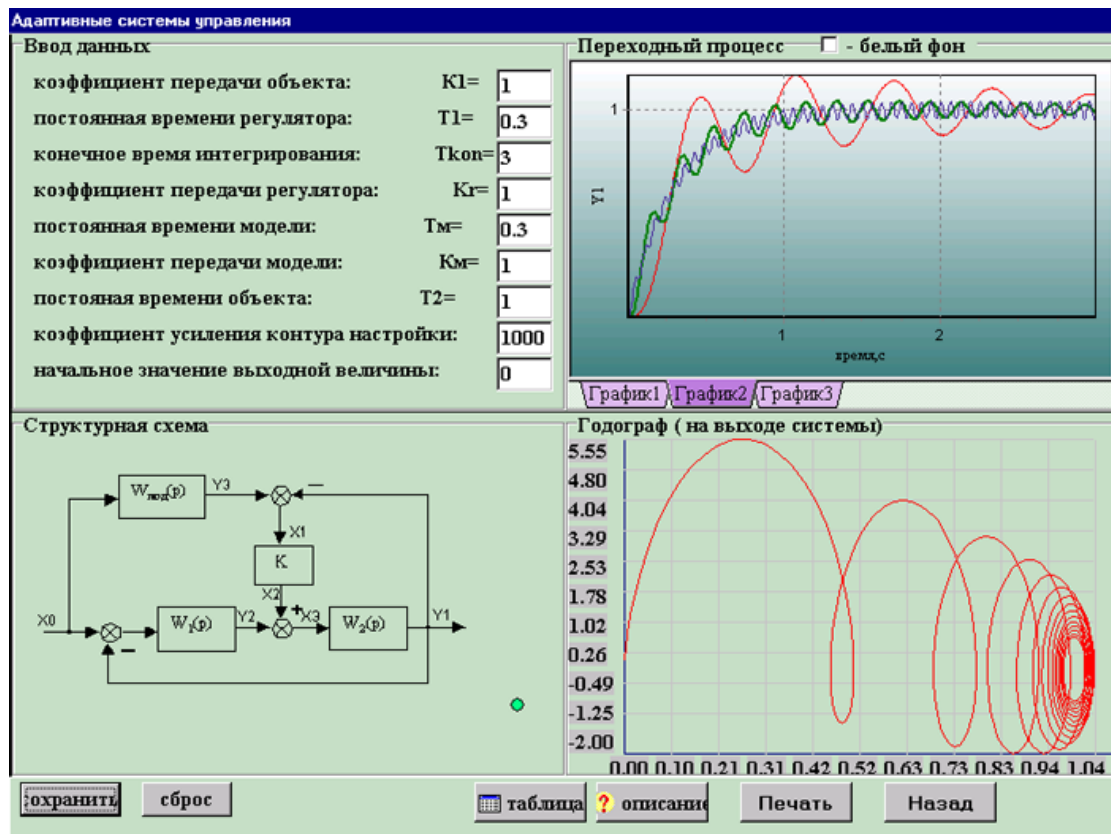 Адаптивные системы управления
Ввод данных
коэффициент передачи объекта: K1= 1
постоянная времени регулятора: T1= 0.3
конечное время интегрирования: Tkon= 3
коэффициент передачи регулятора: Kr= 1
постоянная времени модели: Tм= 0.3
коэффициент передачи модели: Kм= 1
постояная времени объекта: T2= 1
коэффициент усиления контура настройки: 1000
начальное значение выходной величины: 0
Переходный процесс - белый фон
1
Y1
1 2
время,с
График1 График2 График3
Структурная схема
Wмод(p) Y3 −
X1
K
X2
X0 W1(p) Y2 + X3 W2(p) Y1
−
Годограф ( на выходе системы)
5.55
4.80
4.04
3.29
2.53
1.78
1.02
0.26
-0.49
-1.25
-2.00
0.00 0.10 0.21 0.31 0.42 0.52 0.63 0.73 0.83 0.94 1.04
сохранить сброс таблица ? описание Печать Назад